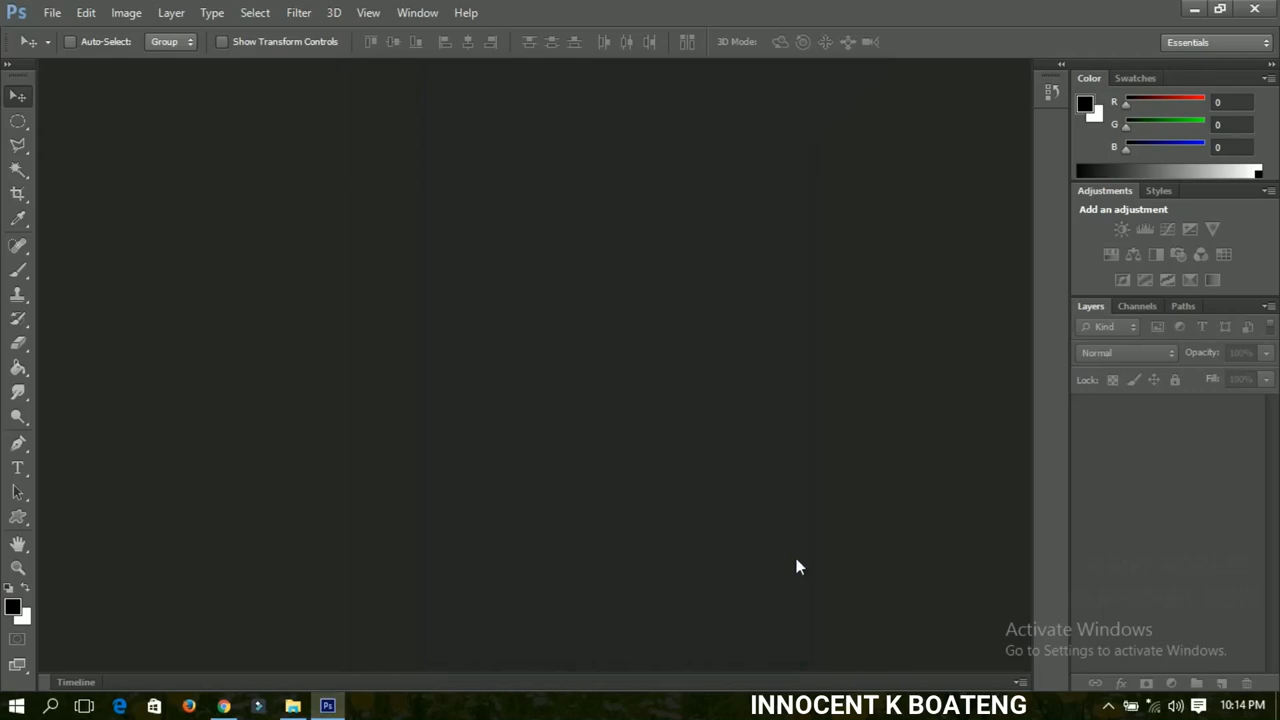 Ps File Edit Image Layer Type Select Filter 3D View Window Help
Auto-Select: Group Show Transform Controls 3D Mode: Essentials
Color Swatches
R 0
G 0
B 0
Adjustments Styles
Add an adjustment
Layers Channels Paths
Kind
Normal Opacity: 100%
Lock: Fill: 100%
Activate Windows
Go to Settings to activate Windows.
Timeline
INNOCENT K BOATENG
10:14 PM